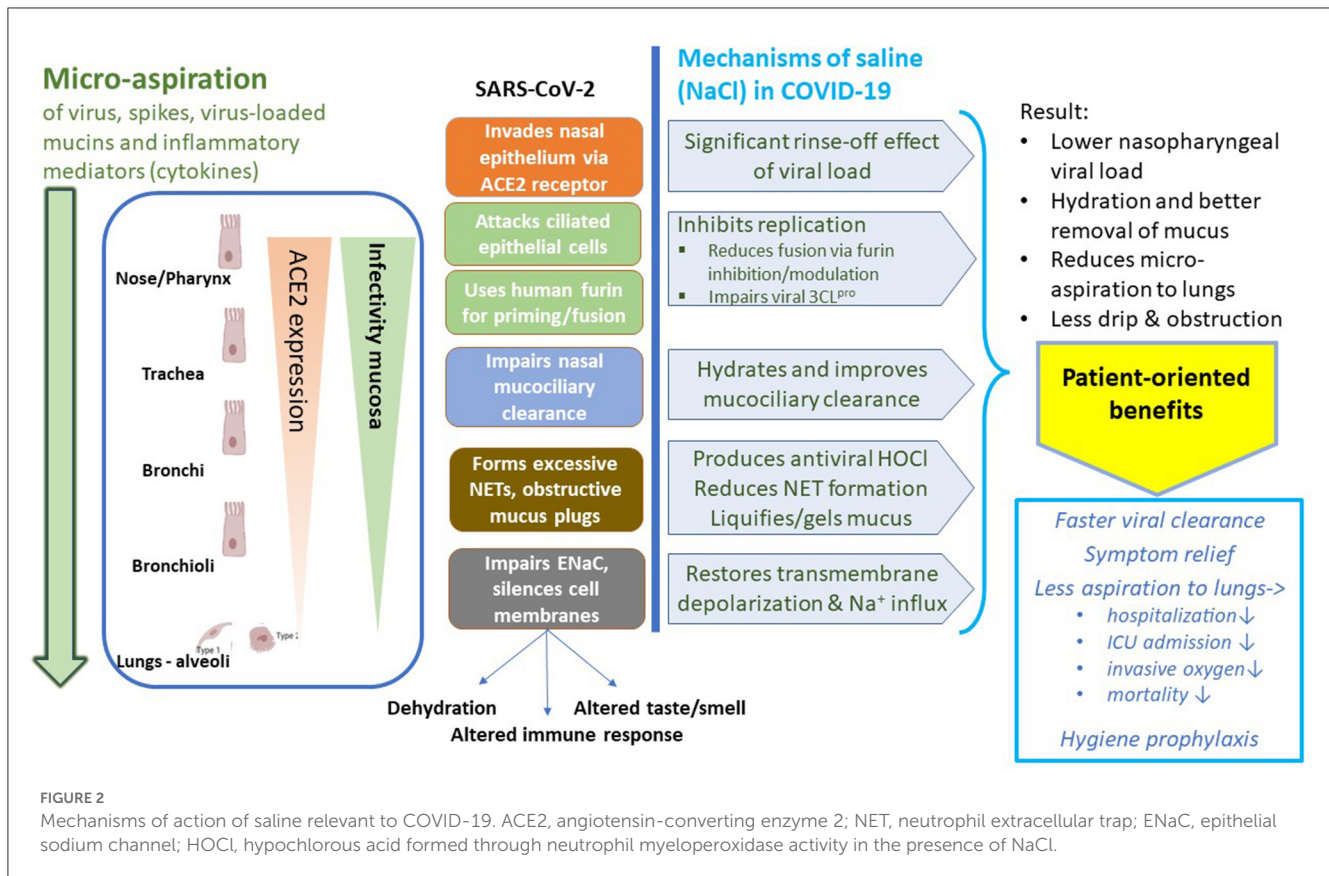 Micro-aspiration
of virus, spikes, virus-loaded
mucins and inflammatory
mediators (cytokines)
Nose/Pharynx
Trachea
Bronchi
Bronchioli
Type 1
Type 2
Lungs - alveoli
ACE2 expression
Infectivity mucosa
SARS-CoV-2
Invades nasal
epithelium via
ACE2 receptor
Attacks ciliated
epithelial cells
Uses human furin
for priming/fusion
Impairs nasal
mucociliary
clearance
Forms excessive
NETs, obstructive
mucus plugs
Impairs ENaC,
silences cell
membranes
Dehydration
Altered taste/smell
Altered immune response
Mechanisms of saline
(NaCl) in COVID-19
Significant rinse-off effect
of viral load
Inhibits replication
▪ Reduces fusion via furin
inhibition/modulation
▪ Impairs viral 3CLᵖʳᵒ
Hydrates and improves
mucociliary clearance
Produces antiviral HOCl
Reduces NET formation
Liquifies/gels mucus
Restores transmembrane
depolarization & Na⁺ influx
Result:
• Lower nasopharyngeal
viral load
• Hydration and better
removal of mucus
• Reduces micro-
aspiration to lungs
• Less drip & obstruction
Patient-oriented
benefits
Faster viral clearance
Symptom relief
Less aspiration to lungs->
• hospitalization↓
• ICU admission ↓
• invasive oxygen↓
• mortality ↓
Hygiene prophylaxis
FIGURE 2
Mechanisms of action of saline relevant to COVID-19. ACE2, angiotensin-converting enzyme 2; NET, neutrophil extracellular trap; ENaC, epithelial
sodium channel; HOCl, hypochlorous acid formed through neutrophil myeloperoxidase activity in the presence of NaCl.